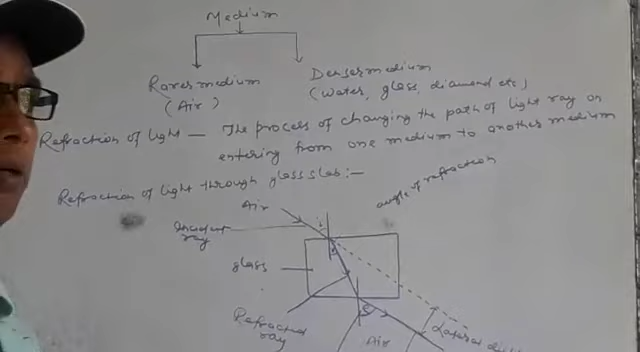 Medium
Rarer medium
Denser medium
(Air)
(Water, glass, diamond etc)
Refraction of light — The process of changing the path of light ray on
entering from one medium to another medium
Refraction of light through glass slab:—
Air
angle of refraction
Incident
ray
glass
Refracted
ray
Air
Lateral